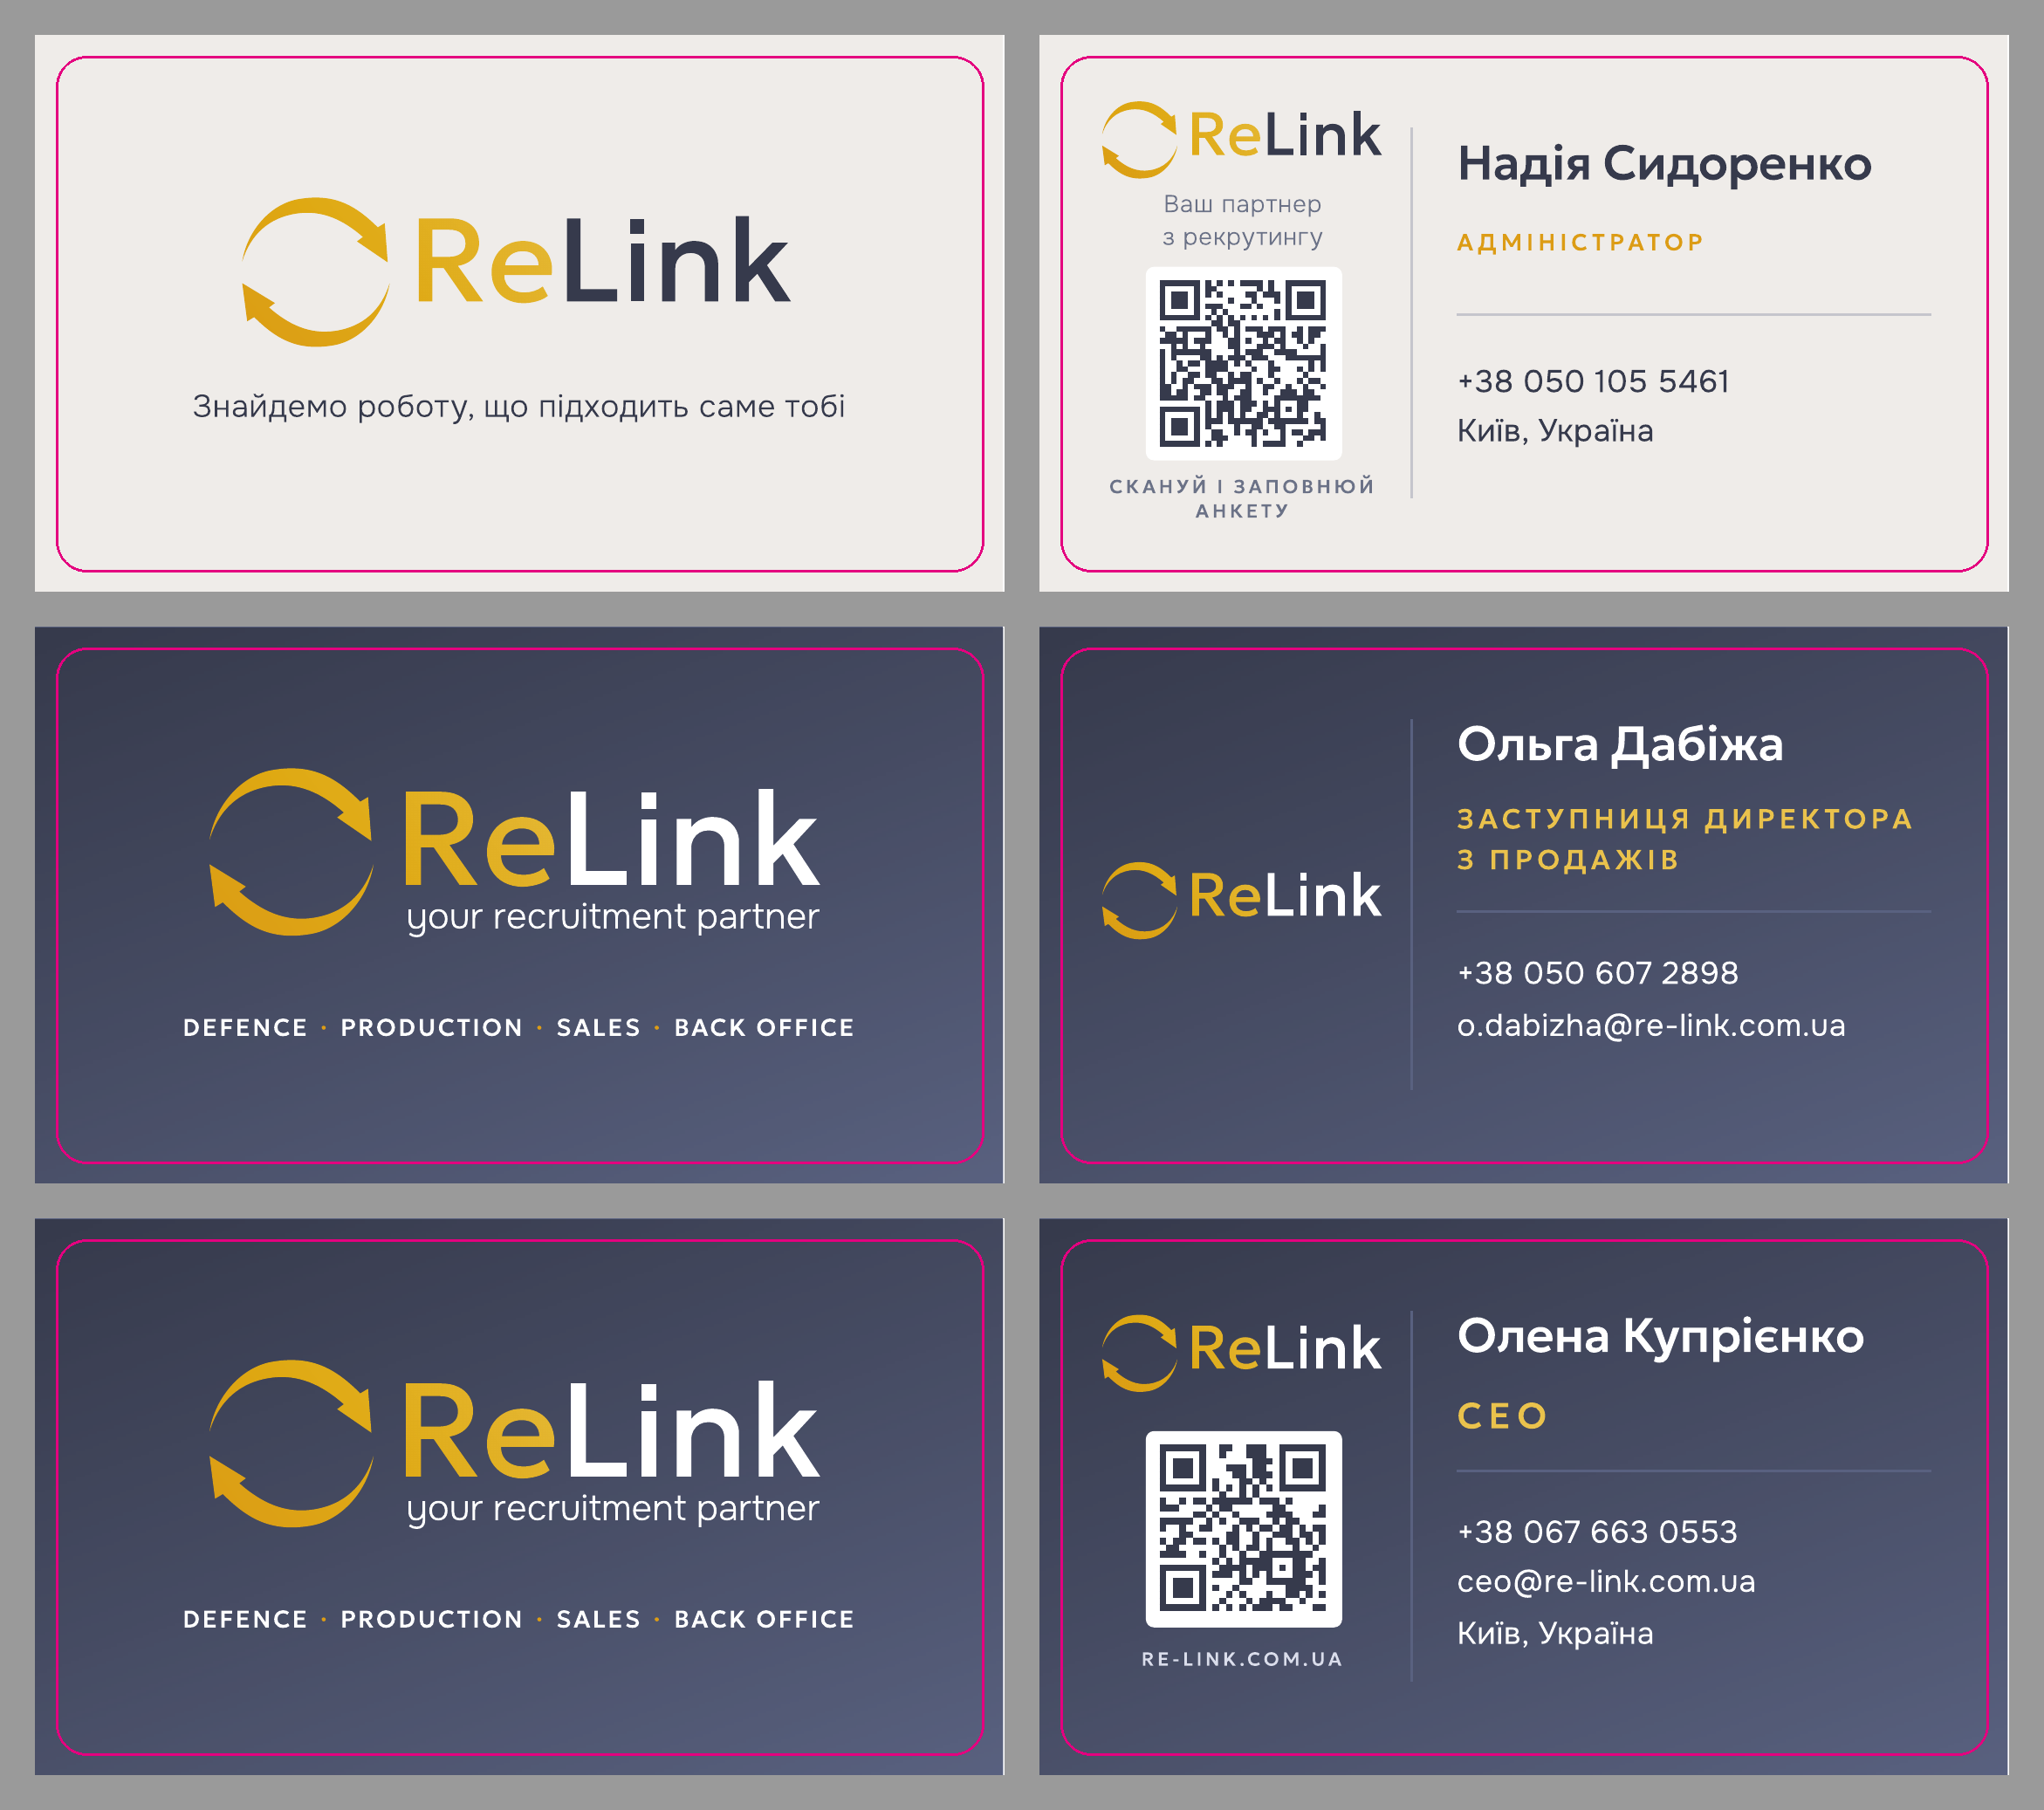 ReLink
Знайдемо роботу, що підходить саме тобі
ReLink
Ваш партнер
з рекрутингу
СКАНУЙ І ЗАПОВНЮЙ
АНКЕТУ
Надія Сидоренко
АДМІНІСТРАТОР
+38 050 105 5461
Київ, Україна
ReLink
your recruitment partner
DEFENCE · PRODUCTION · SALES · BACK OFFICE
ReLink
Ольга Дабіжа
ЗАСТУПНИЦЯ ДИРЕКТОРА
З ПРОДАЖІВ
+38 050 607 2898
o.dabizha@re-link.com.ua
ReLink
your recruitment partner
DEFENCE · PRODUCTION · SALES · BACK OFFICE
ReLink
RE-LINK.COM.UA
Олена Купрієнко
CEO
+38 067 663 0553
ceo@re-link.com.ua
Київ, Україна